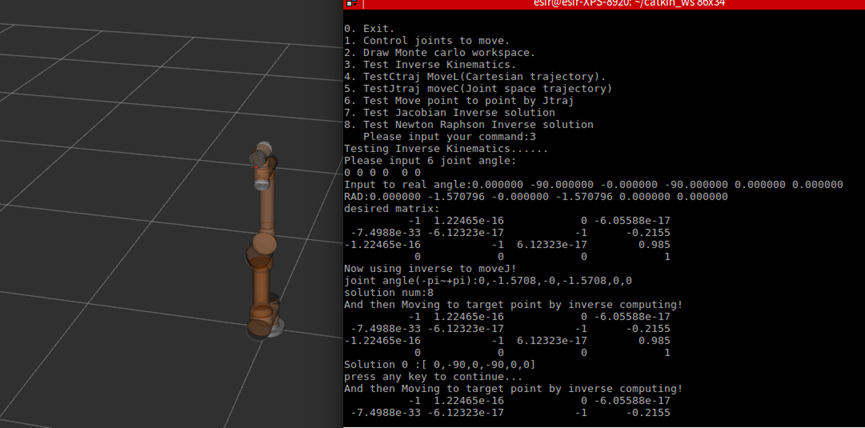 esir@esir-XPS-8920: ~/catkin_ws 86x34
0. Exit.
1. Control joints to move.
2. Draw Monte carlo workspace.
3. Test Inverse Kinematics.
4. TestCtraj MoveL(Cartesian trajectory).
5. TestJtraj moveC(Joint space trajectory)
6. Test Move point to point by Jtraj
7. Test Jacobian Inverse solution
8. Test Newton Raphson Inverse solution
Please input your command:3
Testing Inverse Kinematics......
Please input 6 joint angle:
0 0 0 0  0 0
Input to real angle:0.000000 -90.000000 -0.000000 -90.000000 0.000000 0.000000
RAD:0.000000 -1.570796 -0.000000 -1.570796 0.000000 0.000000
desired matrix:
-1  1.22465e-16            0 -6.05588e-17
-7.4988e-33 -6.12323e-17           -1      -0.2155
-1.22465e-16           -1  6.12323e-17        0.985
0            0            0            1
Now using inverse to moveJ!
joint angle(-pi~+pi):0,-1.5708,-0,-1.5708,0,0
solution num:8
And then Moving to target point by inverse computing!
-1  1.22465e-16            0 -6.05588e-17
-7.4988e-33 -6.12323e-17           -1      -0.2155
-1.22465e-16           -1  6.12323e-17        0.985
0            0            0            1
Solution 0 :[ 0,-90,0,-90,0,0]
press any key to continue...
And then Moving to target point by inverse computing!
-1  1.22465e-16            0 -6.05588e-17
-7.4988e-33 -6.12323e-17           -1      -0.2155